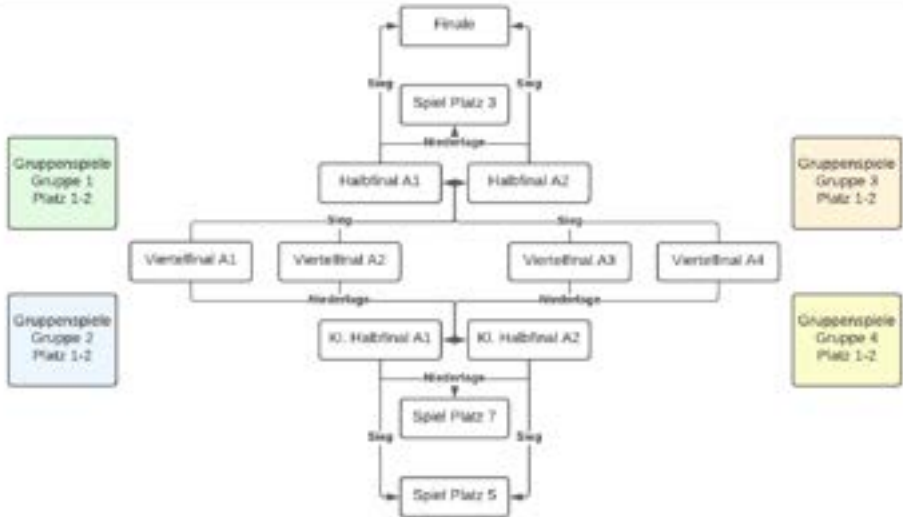 Finale
Sieg
Sieg
Spiel Platz 3
Niederlage
Gruppenspiele
Gruppe 1
Platz 1-2
Halbfinal A1
Halbfinal A2
Gruppenspiele
Gruppe 3
Platz 1-2
Sieg
Sieg
Viertelfinal A1
Viertelfinal A2
Viertelfinal A3
Viertelfinal A4
Niederlage
Niederlage
Gruppenspiele
Gruppe 2
Platz 1-2
Kl. Halbfinal A1
Kl. Halbfinal A2
Gruppenspiele
Gruppe 4
Platz 1-2
Niederlage
Spiel Platz 7
Sieg
Sieg
Spiel Platz 5